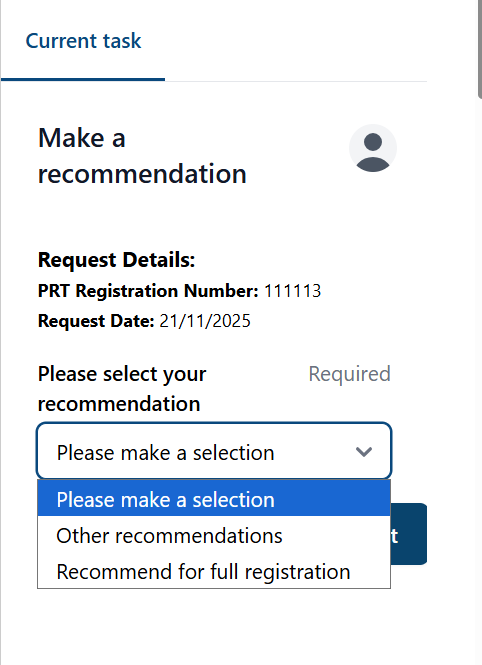 Current task
Make a
recommendation
Request Details:
PRT Registration Number: 111113
Request Date: 21/11/2025
Please select your
recommendation
Required
Please make a selection
Please make a selection
Other recommendations
Recommend for full registration